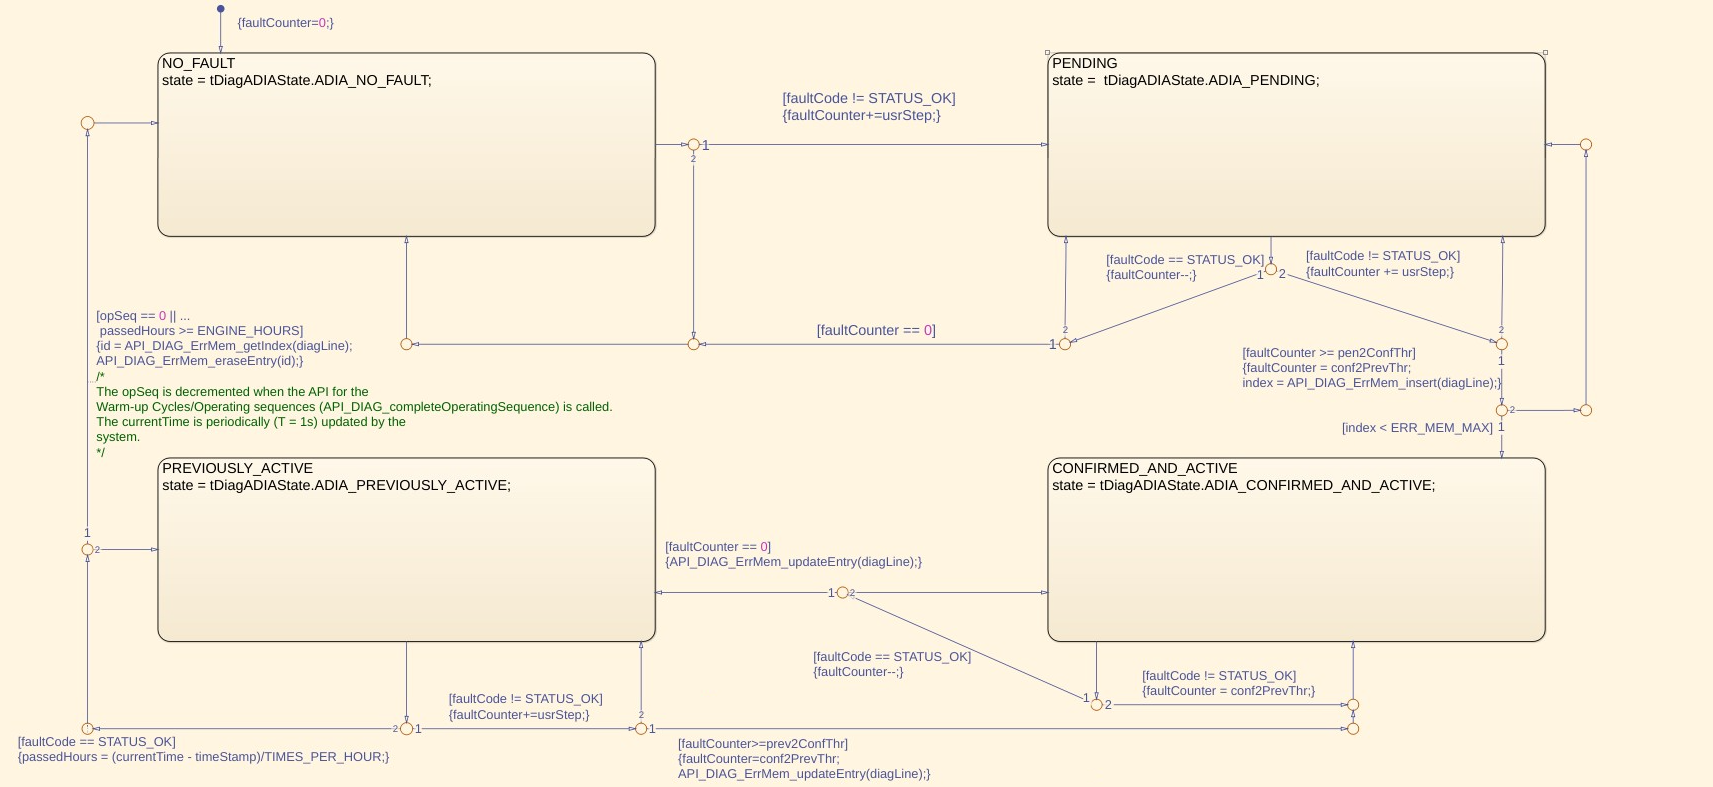 {faultCounter=0;}
NO_FAULT
state = tDiagADIAState.ADIA_NO_FAULT;
PENDING
state =  tDiagADIAState.ADIA_PENDING;
[faultCode != STATUS_OK]
{faultCounter+=usrStep;}
1
2
[faultCode == STATUS_OK]
{faultCounter--;}
1
2
[faultCode != STATUS_OK]
{faultCounter += usrStep;}
[faultCounter == 0]
2
1
2
1
[faultCounter >= pen2ConfThr]
{faultCounter = conf2PrevThr;
index = API_DIAG_ErrMem_insert(diagLine);}
2
[index < ERR_MEM_MAX]
1
[opSeq == 0 || ...
passedHours >= ENGINE_HOURS]
{id = API_DIAG_ErrMem_getIndex(diagLine);
API_DIAG_ErrMem_eraseEntry(id);}
/*
The opSeq is decremented when the API for the
Warm-up Cycles/Operating sequences (API_DIAG_completeOperatingSequence) is called.
The currentTime is periodically (T = 1s) updated by the
system.
*/
PREVIOUSLY_ACTIVE
state = tDiagADIAState.ADIA_PREVIOUSLY_ACTIVE;
CONFIRMED_AND_ACTIVE
state = tDiagADIAState.ADIA_CONFIRMED_AND_ACTIVE;
1
2
[faultCounter == 0]
{API_DIAG_ErrMem_updateEntry(diagLine);}
1
2
[faultCode == STATUS_OK]
{faultCounter--;}
1
2
[faultCode != STATUS_OK]
{faultCounter = conf2PrevThr;}
[faultCode != STATUS_OK]
{faultCounter+=usrStep;}
2
1
2
1
[faultCode == STATUS_OK]
{passedHours = (currentTime - timeStamp)/TIMES_PER_HOUR;}
[faultCounter>=prev2ConfThr]
{faultCounter=conf2PrevThr;
API_DIAG_ErrMem_updateEntry(diagLine);}